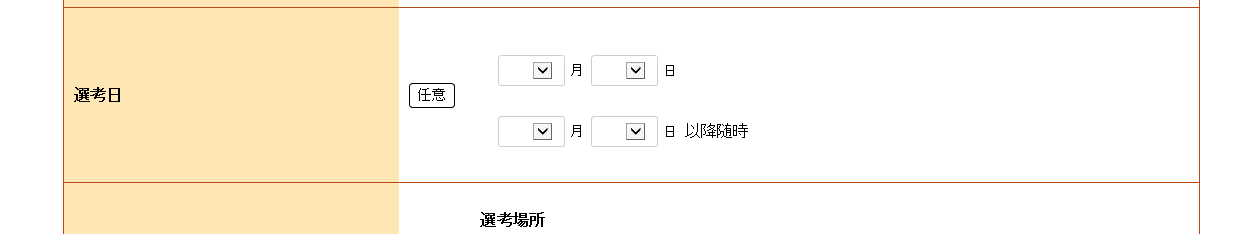 選考日
任意
月 日
月 日 以降随時
選考場所